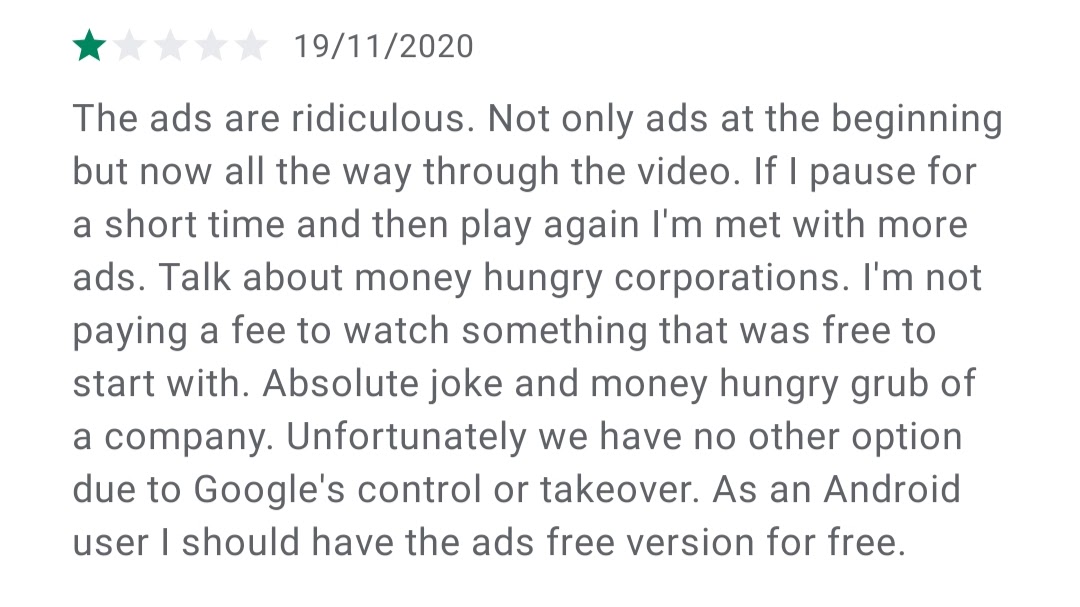 19/11/2020
The ads are ridiculous. Not only ads at the beginning
but now all the way through the video. If I pause for
a short time and then play again I'm met with more
ads. Talk about money hungry corporations. I'm not
paying a fee to watch something that was free to
start with. Absolute joke and money hungry grub of
a company. Unfortunately we have no other option
due to Google's control or takeover. As an Android
user I should have the ads free version for free.